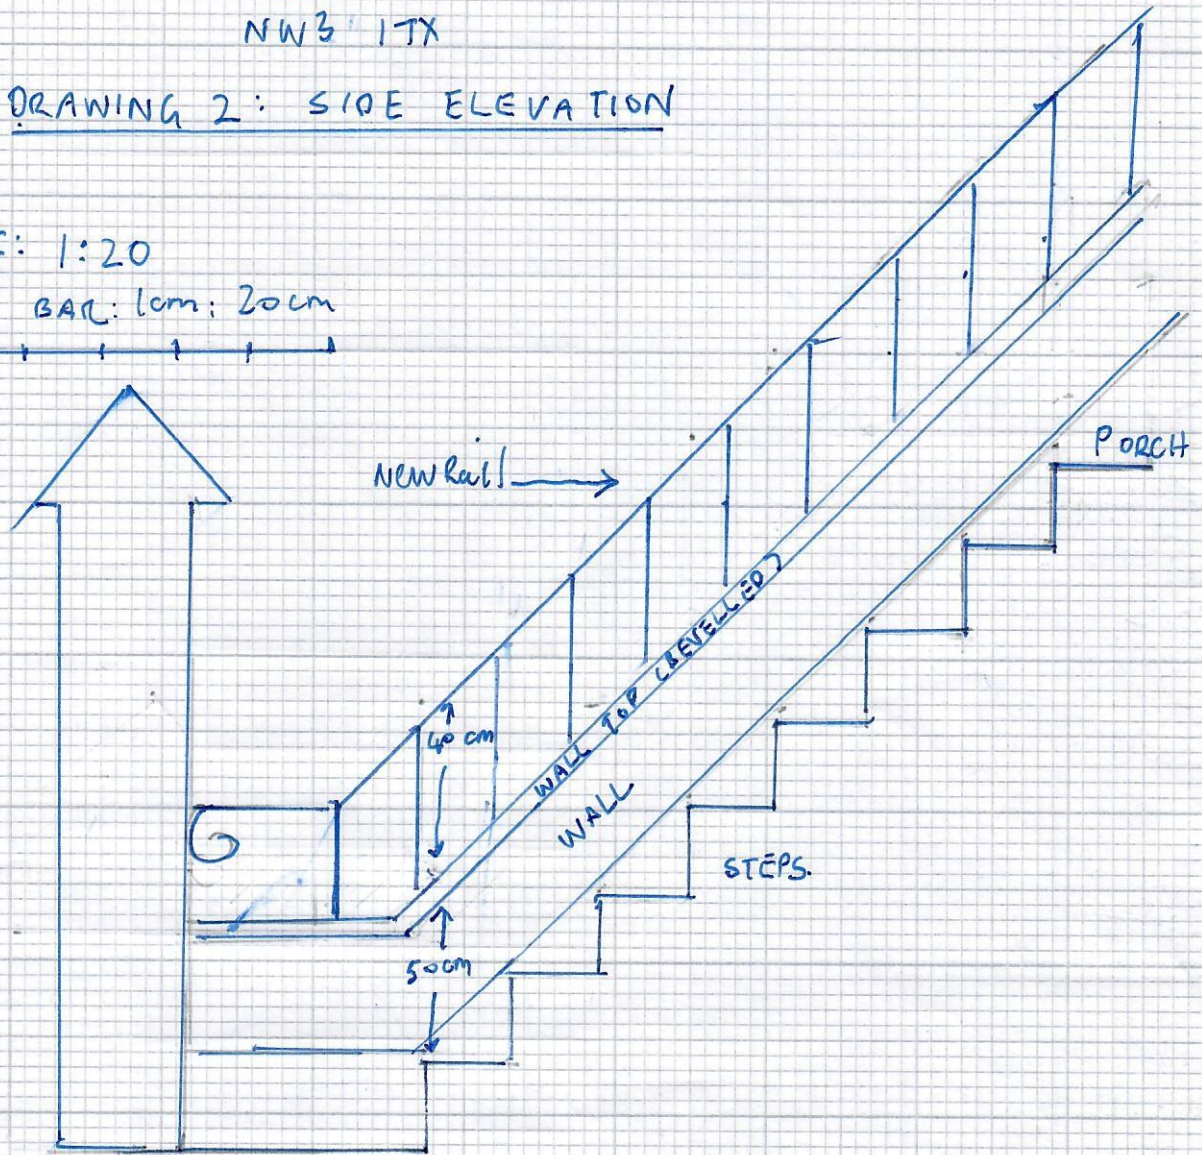 NW3 1TX
DRAWING 2: SIDE ELEVATION
: 1:20
BAR: 1cm: 20cm
PORCH
NEW Rail
40 cm
WALL TOP (BEVELLED)
WALL
STEPS.
50cm